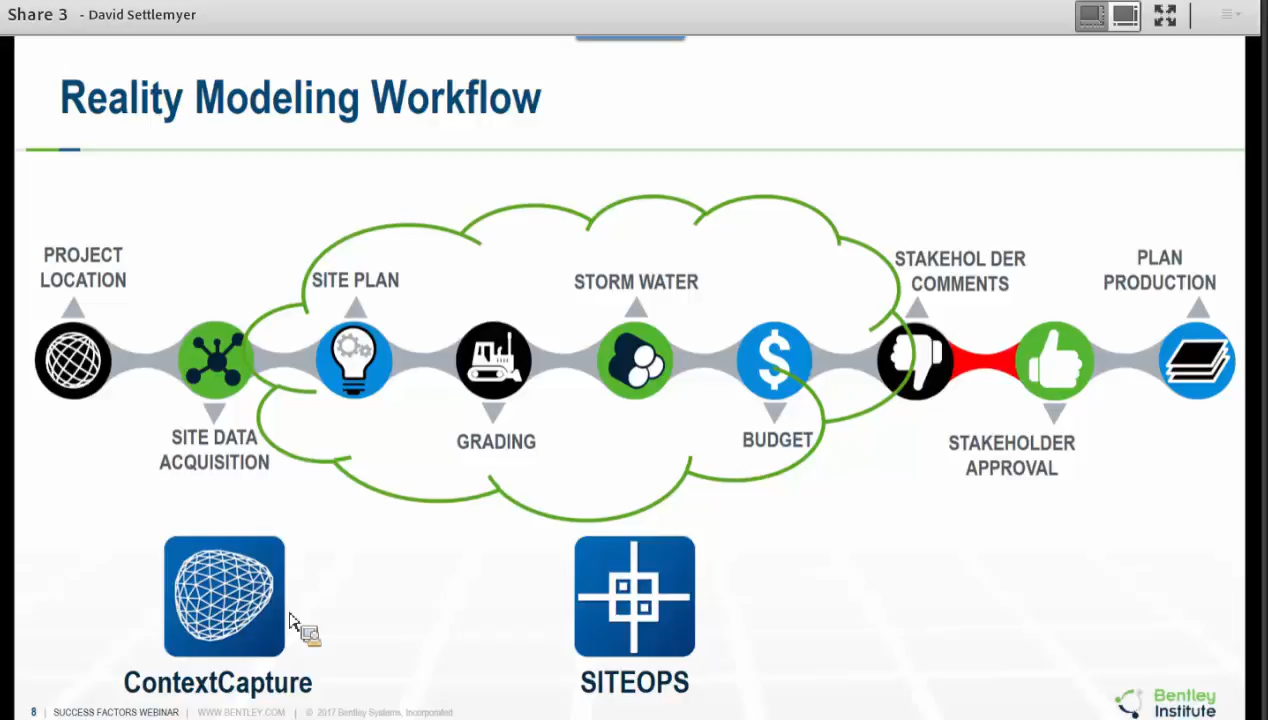 Share 3 - David Settlemyer
Reality Modeling Workflow
PROJECT
LOCATION
SITE DATA
ACQUISITION
SITE PLAN
GRADING
STORM WATER
BUDGET
STAKEHOL DER
COMMENTS
STAKEHOLDER
APPROVAL
PLAN
PRODUCTION
$
ContextCapture
SITEOPS
8 | SUCCESS FACTORS WEBINAR | WWW.BENTLEY.COM | © 2017 Bentley Systems, Incorporated
Bentley
Institute